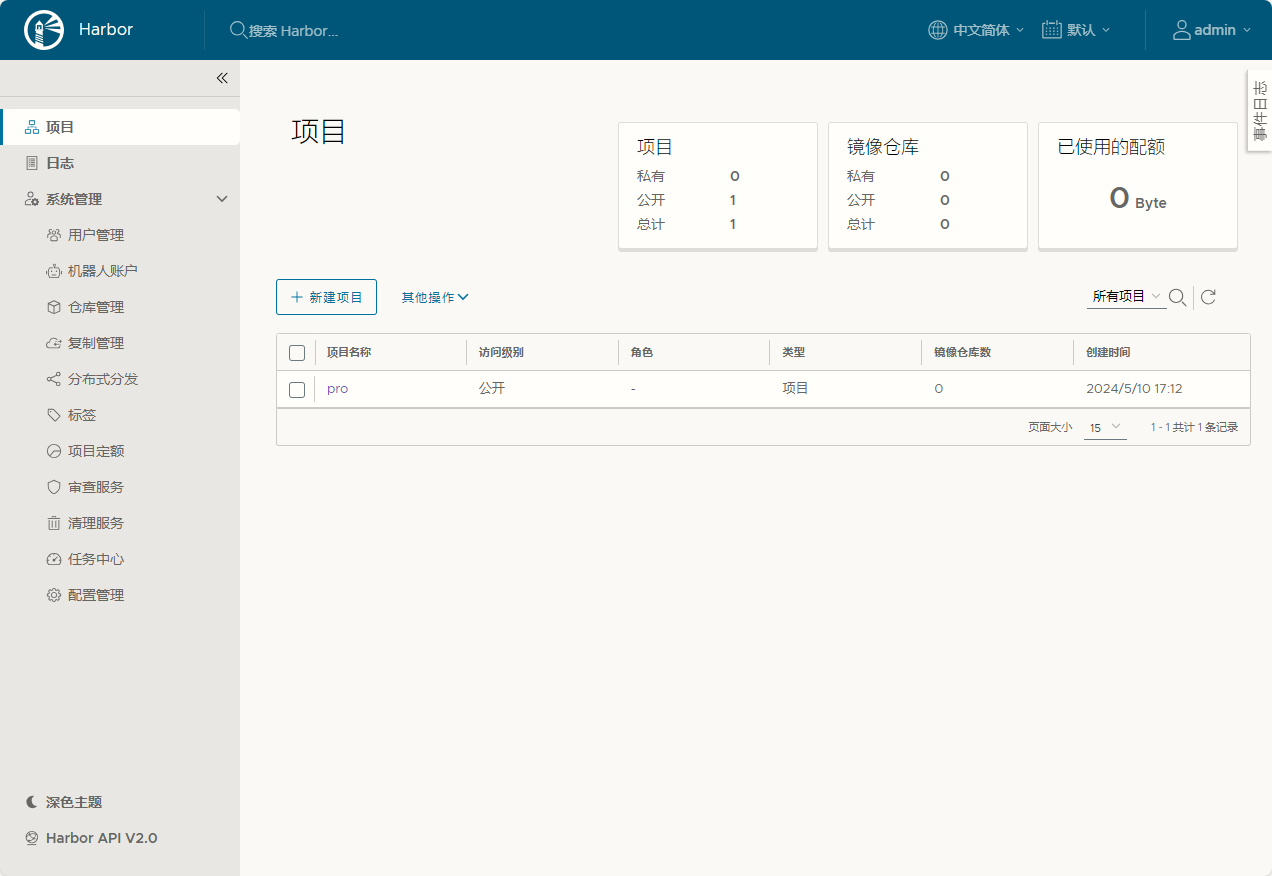 Harbor
搜索 Harbor...
中文简体
默认
admin
事件日志
项目
日志
系统管理
用户管理
机器人账户
仓库管理
复制管理
分布式分发
标签
项目定额
审查服务
清理服务
任务中心
配置管理
深色主题
Harbor API V2.0
项目
项目
私有 0
公开 1
总计 1
镜像仓库
私有 0
公开 0
总计 0
已使用的配额
0 Byte
新建项目
其他操作
所有项目
项目名称 访问级别 角色 类型 镜像仓库数 创建时间
pro 公开 - 项目 0 2024/5/10 17:12
页面大小 15 1 - 1 共计 1 条记录